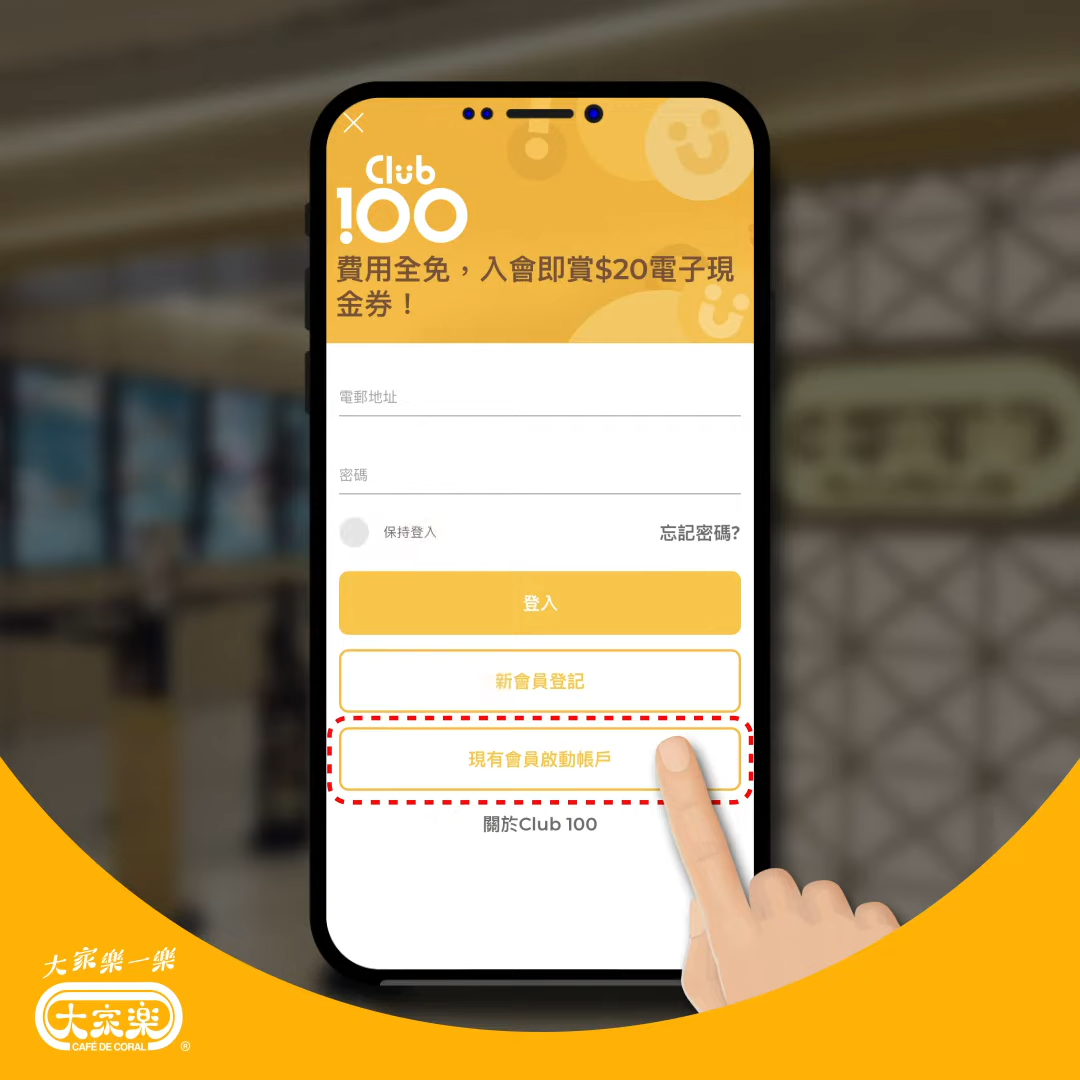 Club
100
費用全免，入會即賞$20電子現
金券！
電郵地址
密碼
保持登入
忘記密碼?
登入
新會員登記
現有會員啟動帳戶
關於Club 100
大家樂一樂
大家樂
CAFÉ DE CORAL
®